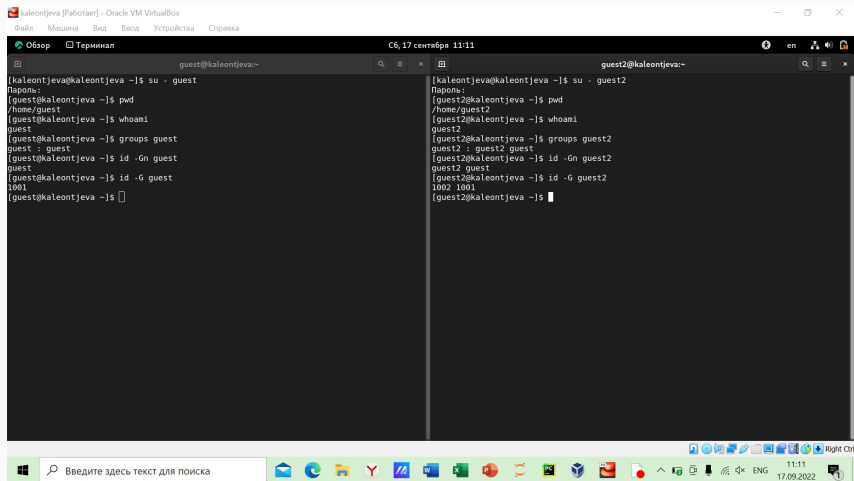 kaleontjeva [Работает] - Oracle VM VirtualBox
Файл Машина Вид Ввод Устройства Справка
Обзор Терминал Сб, 17 сентября 11:11 en
guest@kaleontjeva:~
[kaleontjeva@kaleontjeva ~]$ su - guest
Пароль:
[guest@kaleontjeva ~]$ pwd
/home/guest
[guest@kaleontjeva ~]$ whoami
guest
[guest@kaleontjeva ~]$ groups guest
guest : guest
[guest@kaleontjeva ~]$ id -Gn guest
guest
[guest@kaleontjeva ~]$ id -G guest
1001
[guest@kaleontjeva ~]$
guest2@kaleontjeva:~
[kaleontjeva@kaleontjeva ~]$ su - guest2
Пароль:
[guest2@kaleontjeva ~]$ pwd
/home/guest2
[guest2@kaleontjeva ~]$ whoami
guest2
[guest2@kaleontjeva ~]$ groups guest2
guest2 : guest2 guest
[guest2@kaleontjeva ~]$ id -Gn guest2
guest2 guest
[guest2@kaleontjeva ~]$ id -G guest2
1002 1001
[guest2@kaleontjeva ~]$
Right Ctrl
Введите здесь текст для поиска
ENG
11:11
17.09.2022